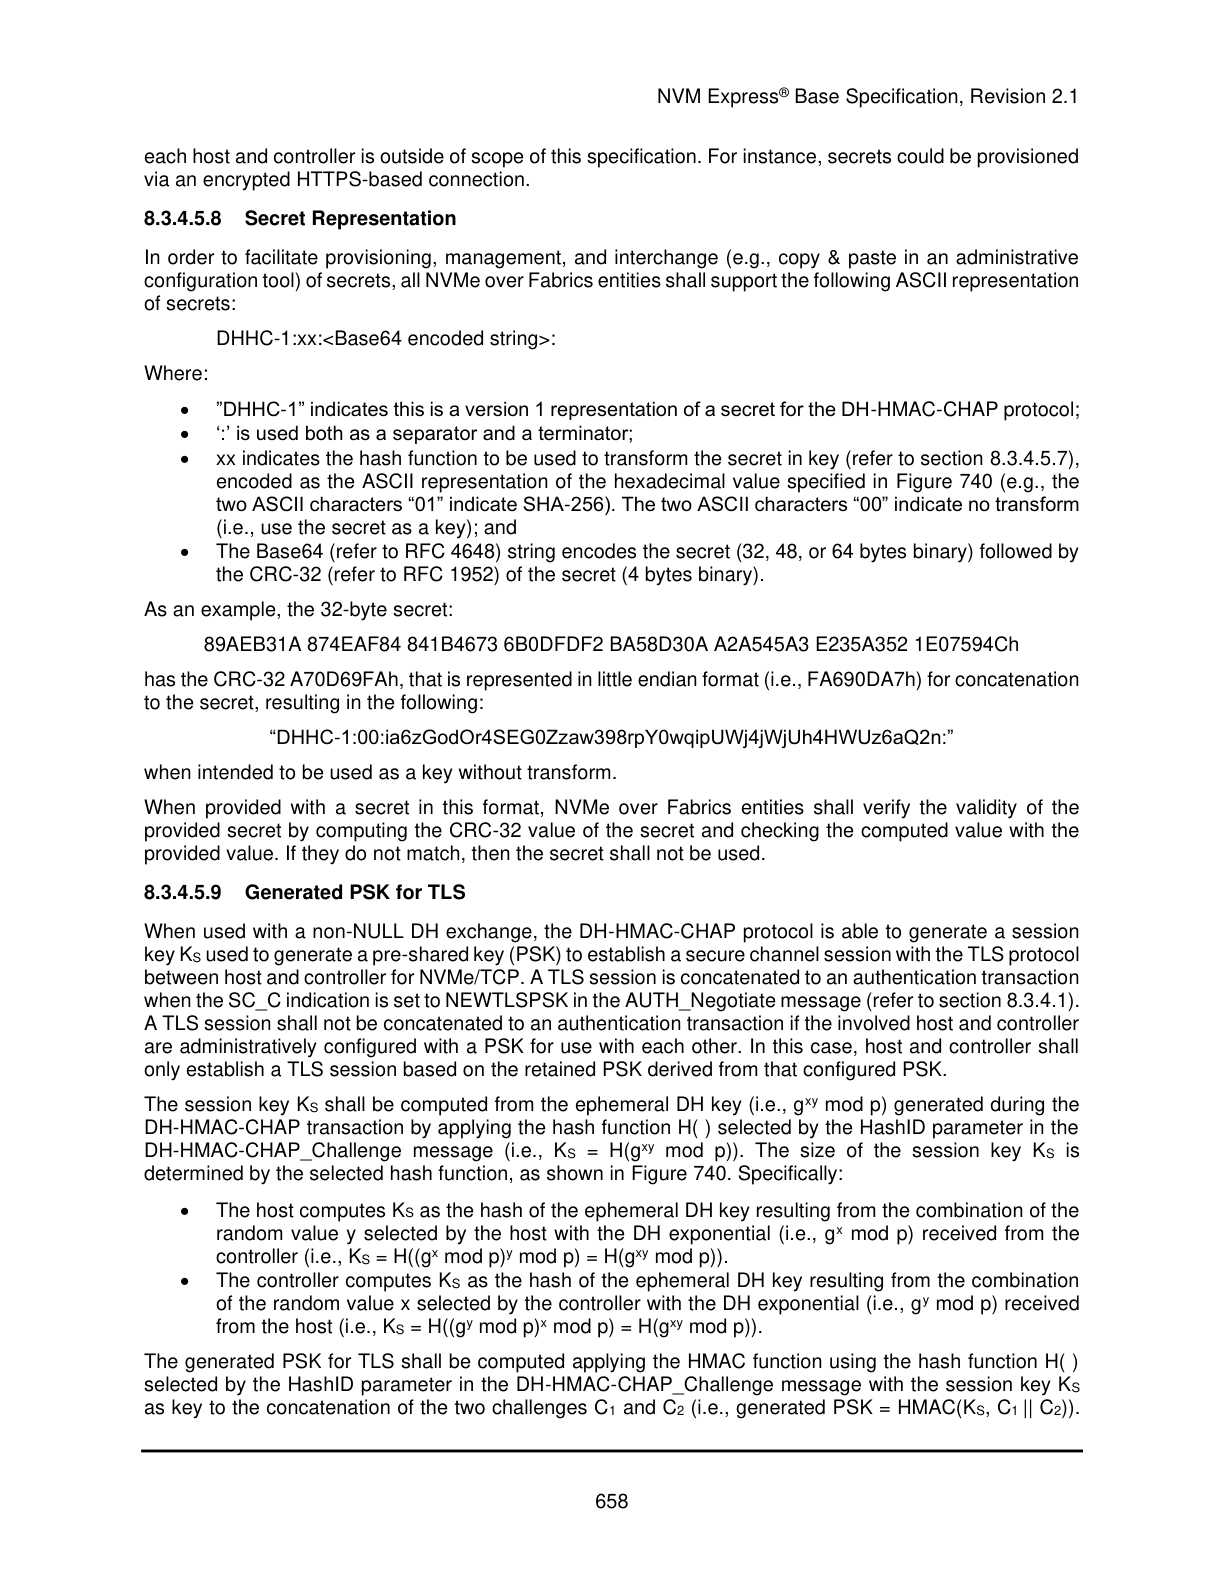 NVM Express® Base Specification, Revision 2.1
each host and controller is outside of scope of this specification. For instance, secrets could be provisioned
via an encrypted HTTPS-based connection.
8.3.4.5.8 Secret Representation
In order to facilitate provisioning, management, and interchange (e.g., copy & paste in an administrative
configuration tool) of secrets, all NVMe over Fabrics entities shall support the following ASCII representation
of secrets:
DHHC-1:xx:<Base64 encoded string>:
Where:
• ”DHHC-1” indicates this is a version 1 representation of a secret for the DH-HMAC-CHAP protocol;
• ‘:’ is used both as a separator and a terminator;
• xx indicates the hash function to be used to transform the secret in key (refer to section 8.3.4.5.7),
encoded as the ASCII representation of the hexadecimal value specified in Figure 740 (e.g., the
two ASCII characters “01” indicate SHA-256). The two ASCII characters “00” indicate no transform
(i.e., use the secret as a key); and
• The Base64 (refer to RFC 4648) string encodes the secret (32, 48, or 64 bytes binary) followed by
the CRC-32 (refer to RFC 1952) of the secret (4 bytes binary).
As an example, the 32-byte secret:
89AEB31A 874EAF84 841B4673 6B0DFDF2 BA58D30A A2A545A3 E235A352 1E07594Ch
has the CRC-32 A70D69FAh, that is represented in little endian format (i.e., FA690DA7h) for concatenation
to the secret, resulting in the following:
“DHHC-1:00:ia6zGodOr4SEG0Zzaw398rpY0wqipUWj4jWjUh4HWUz6aQ2n:”
when intended to be used as a key without transform.
When provided with a secret in this format, NVMe over Fabrics entities shall verify the validity of the
provided secret by computing the CRC-32 value of the secret and checking the computed value with the
provided value. If they do not match, then the secret shall not be used.
8.3.4.5.9 Generated PSK for TLS
When used with a non-NULL DH exchange, the DH-HMAC-CHAP protocol is able to generate a session
key KS used to generate a pre-shared key (PSK) to establish a secure channel session with the TLS protocol
between host and controller for NVMe/TCP. A TLS session is concatenated to an authentication transaction
when the SC_C indication is set to NEWTLSPSK in the AUTH_Negotiate message (refer to section 8.3.4.1).
A TLS session shall not be concatenated to an authentication transaction if the involved host and controller
are administratively configured with a PSK for use with each other. In this case, host and controller shall
only establish a TLS session based on the retained PSK derived from that configured PSK.
The session key KS shall be computed from the ephemeral DH key (i.e., gxy mod p) generated during the
DH-HMAC-CHAP transaction by applying the hash function H( ) selected by the HashID parameter in the
DH-HMAC-CHAP_Challenge message (i.e., KS = H(gxy mod p)). The size of the session key KS is
determined by the selected hash function, as shown in Figure 740. Specifically:
• The host computes KS as the hash of the ephemeral DH key resulting from the combination of the
random value y selected by the host with the DH exponential (i.e., gx mod p) received from the
controller (i.e., KS = H((gx mod p)y mod p) = H(gxy mod p)).
• The controller computes KS as the hash of the ephemeral DH key resulting from the combination
of the random value x selected by the controller with the DH exponential (i.e., gy mod p) received
from the host (i.e., KS = H((gy mod p)x mod p) = H(gxy mod p)).
The generated PSK for TLS shall be computed applying the HMAC function using the hash function H( )
selected by the HashID parameter in the DH-HMAC-CHAP_Challenge message with the session key KS
as key to the concatenation of the two challenges C1 and C2 (i.e., generated PSK = HMAC(KS, C1 || C2)).
658